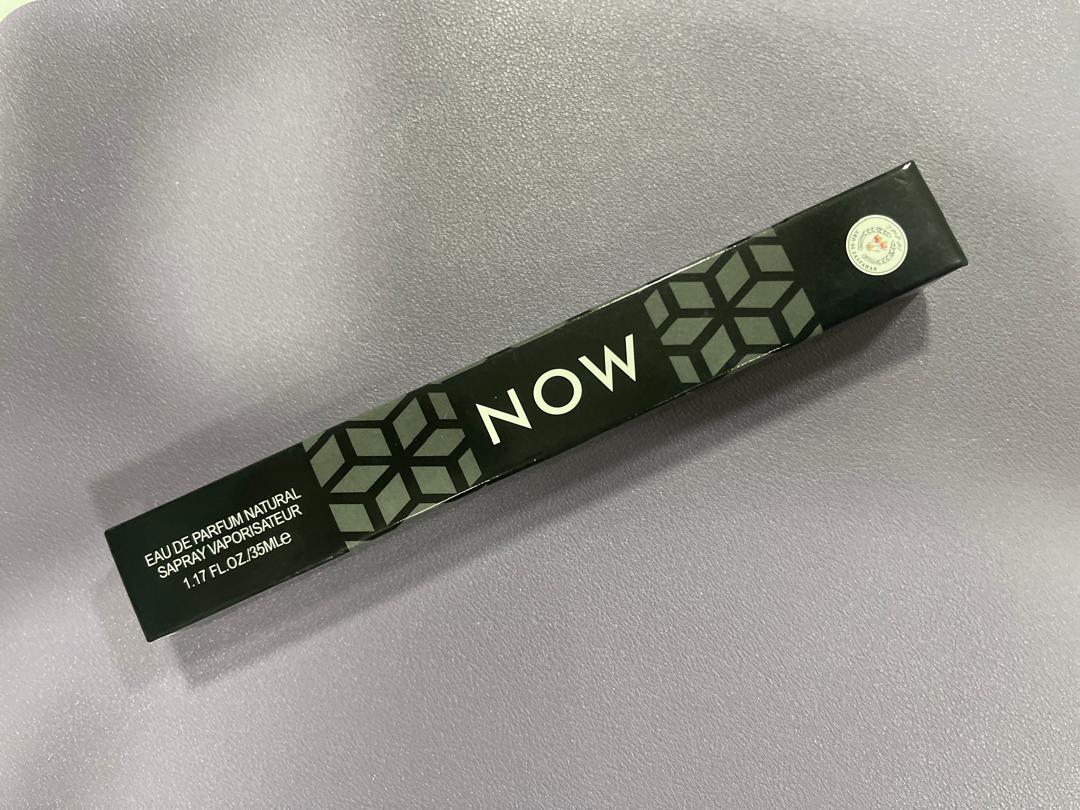 NOW
EAU DE PARFUM NATURAL
SAPRAY VAPORISATEUR
1.17 FL.OZ./35ML℮